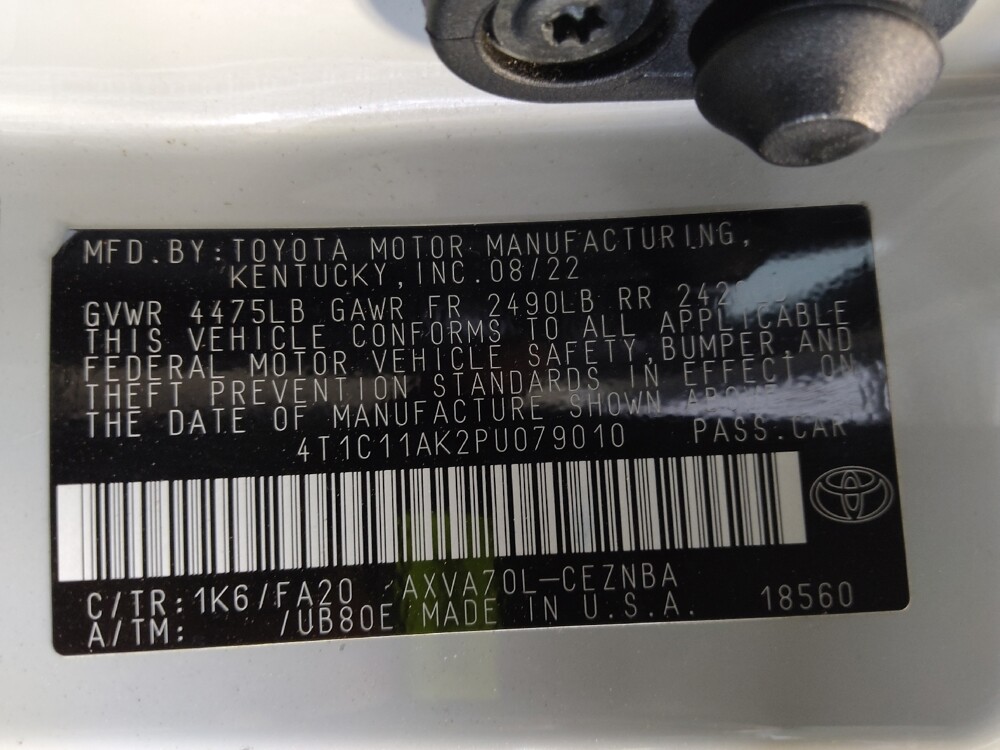 MFD.BY:TOYOTA MOTOR MANUFACTURING,
KENTUCKY,INC.08/22
GVWR 4475LB GAWR FR 2490LB RR
THIS VEHICLE CONFORMS TO ALL APPLICABLE
FEDERAL MOTOR VEHICLE SAFETY,BUMPER,AND
THEFT PREVENTION STANDARDS IN EFFECT ON
THE DATE OF MANUFACTURE SHOWN ABOVE.
4T1C11AK2PU079010 PASS.CAR
C/TR:1K6/FA20 AXVA70L-CEZNBA
A/TM: /UB80E MADE IN U.S.A. 18560